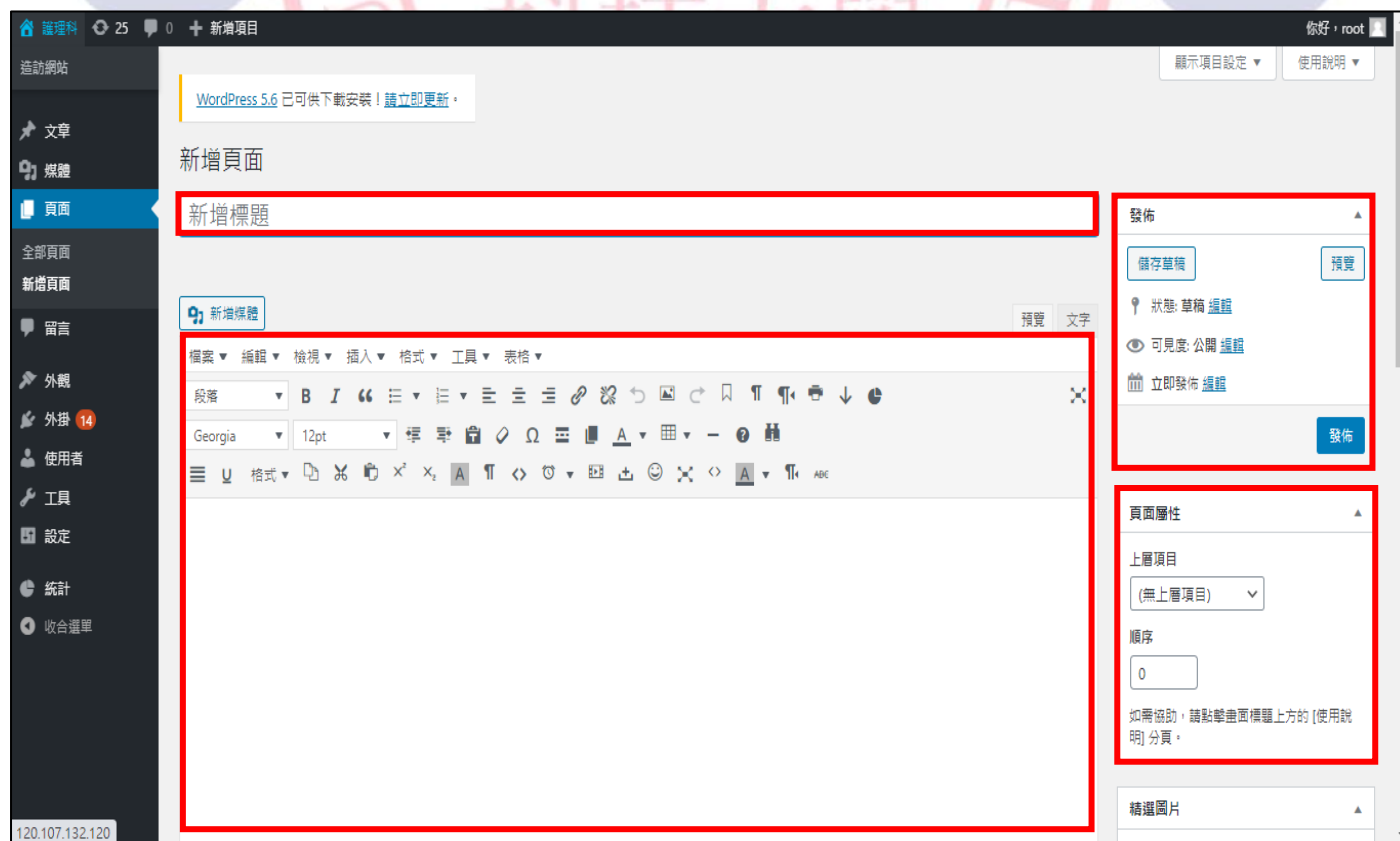 護理科 25 0 新增項目 你好，root
造訪網站
顯示項目設定 ▼ 使用說明 ▼
WordPress 5.6 已可供下載安裝！請立即更新。
文章
媒體
頁面
全部頁面
新增頁面
留言
外觀
外掛 14
使用者
工具
設定
統計
收合選單
120.107.132.120
新增頁面
新增標題
新增媒體
預覽 文字
檔案 ▼ 編輯 ▼ 檢視 ▼ 插入 ▼ 格式 ▼ 工具 ▼ 表格 ▼
段落
Georgia 12pt
格式 ▼
發佈
儲存草稿 預覽
狀態: 草稿 編輯
可見度: 公開 編輯
立即發佈 編輯
發佈
頁面屬性
上層項目
(無上層項目)
順序
0
如需協助，請點擊畫面標題上方的 [使用說
明] 分頁。
精選圖片